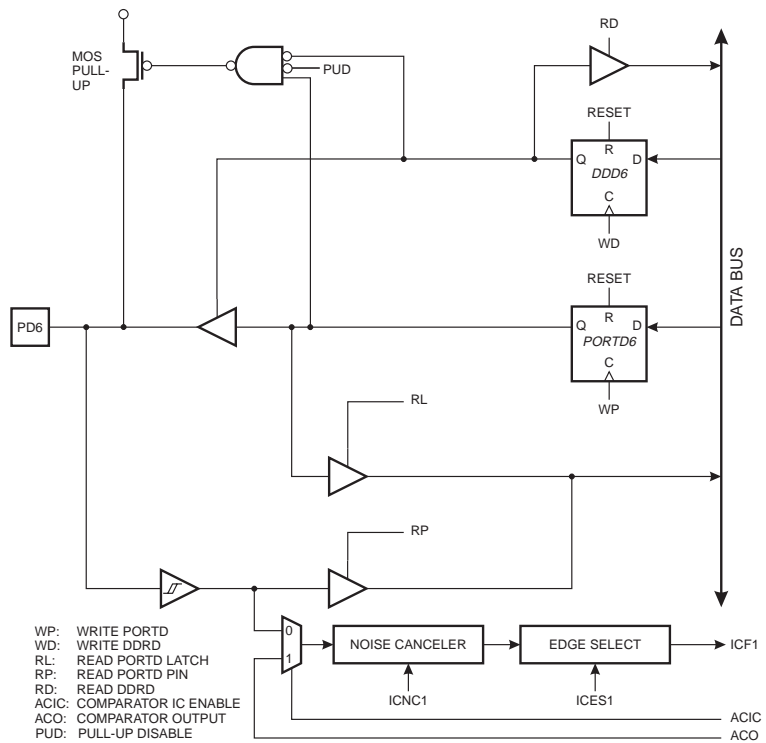 RD
MOS
PULL-
UP
PUD
RESET
R
Q
D
DDD6
C
WD
DATA BUS
RESET
R
PD6
Q
D
PORTD6
C
WP
RL
RP
WP: WRITE PORTD
WD: WRITE DDRD
RL: READ PORTD LATCH
RP: READ PORTD PIN
RD: READ DDRD
ACIC: COMPARATOR IC ENABLE
ACO: COMPARATOR OUTPUT
PUD: PULL-UP DISABLE
0
1
NOISE CANCELER
EDGE SELECT
ICF1
ICNC1
ICES1
ACIC
ACO